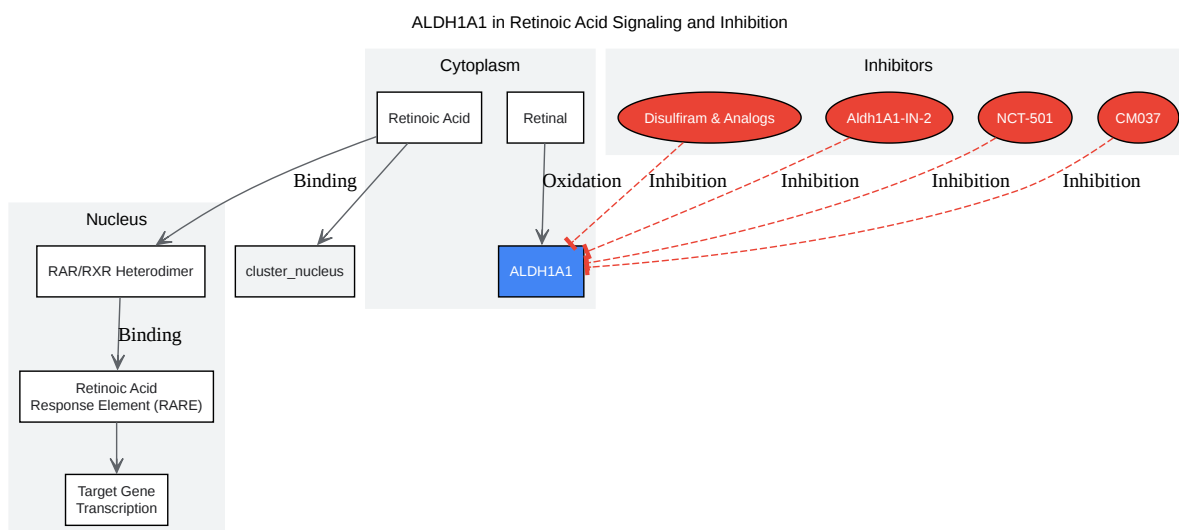 ALDH1A1 in Retinoic Acid Signaling and Inhibition
Cytoplasm
Inhibitors
Retinoic Acid
Retinal
Disulfiram & Analogs
Aldh1A1-IN-2
NCT-501
CM037
Binding
Oxidation
Inhibition
Inhibition
Inhibition
Inhibition
Nucleus
RAR/RXR Heterodimer
cluster_nucleus
ALDH1A1
Binding
Retinoic Acid
Response Element (RARE)
Target Gene
Transcription